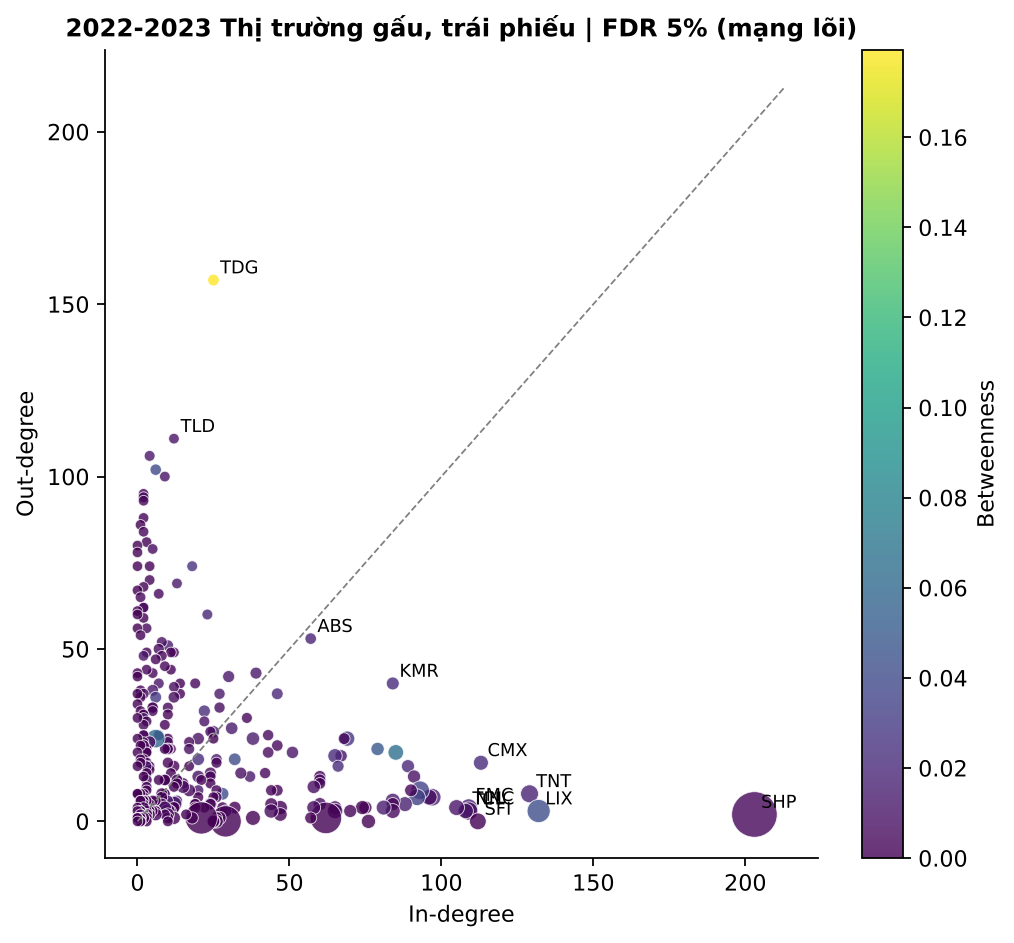 2022-2023 Thị trường gấu, trái phiếu | FDR 5% (mạng lõi)
Out-degree
200
150
100
50
0
TDG
TLD
ABS
KMR
CMX
TNT
FMC
LIX
SFI
SHP
0
50
100
150
200
In-degree
0.16
0.14
0.12
0.10
0.08
0.06
0.04
0.02
0.00
Betweenness